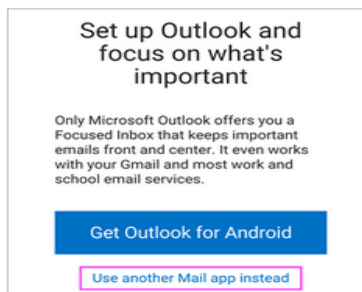 Set up Outlook and
focus on what's
important
Only Microsoft Outlook offers you a
Focused Inbox that keeps important
emails front and center. It even works
with your Gmail and most work and
school email services.
Get Outlook for Android
Use another Mail app instead